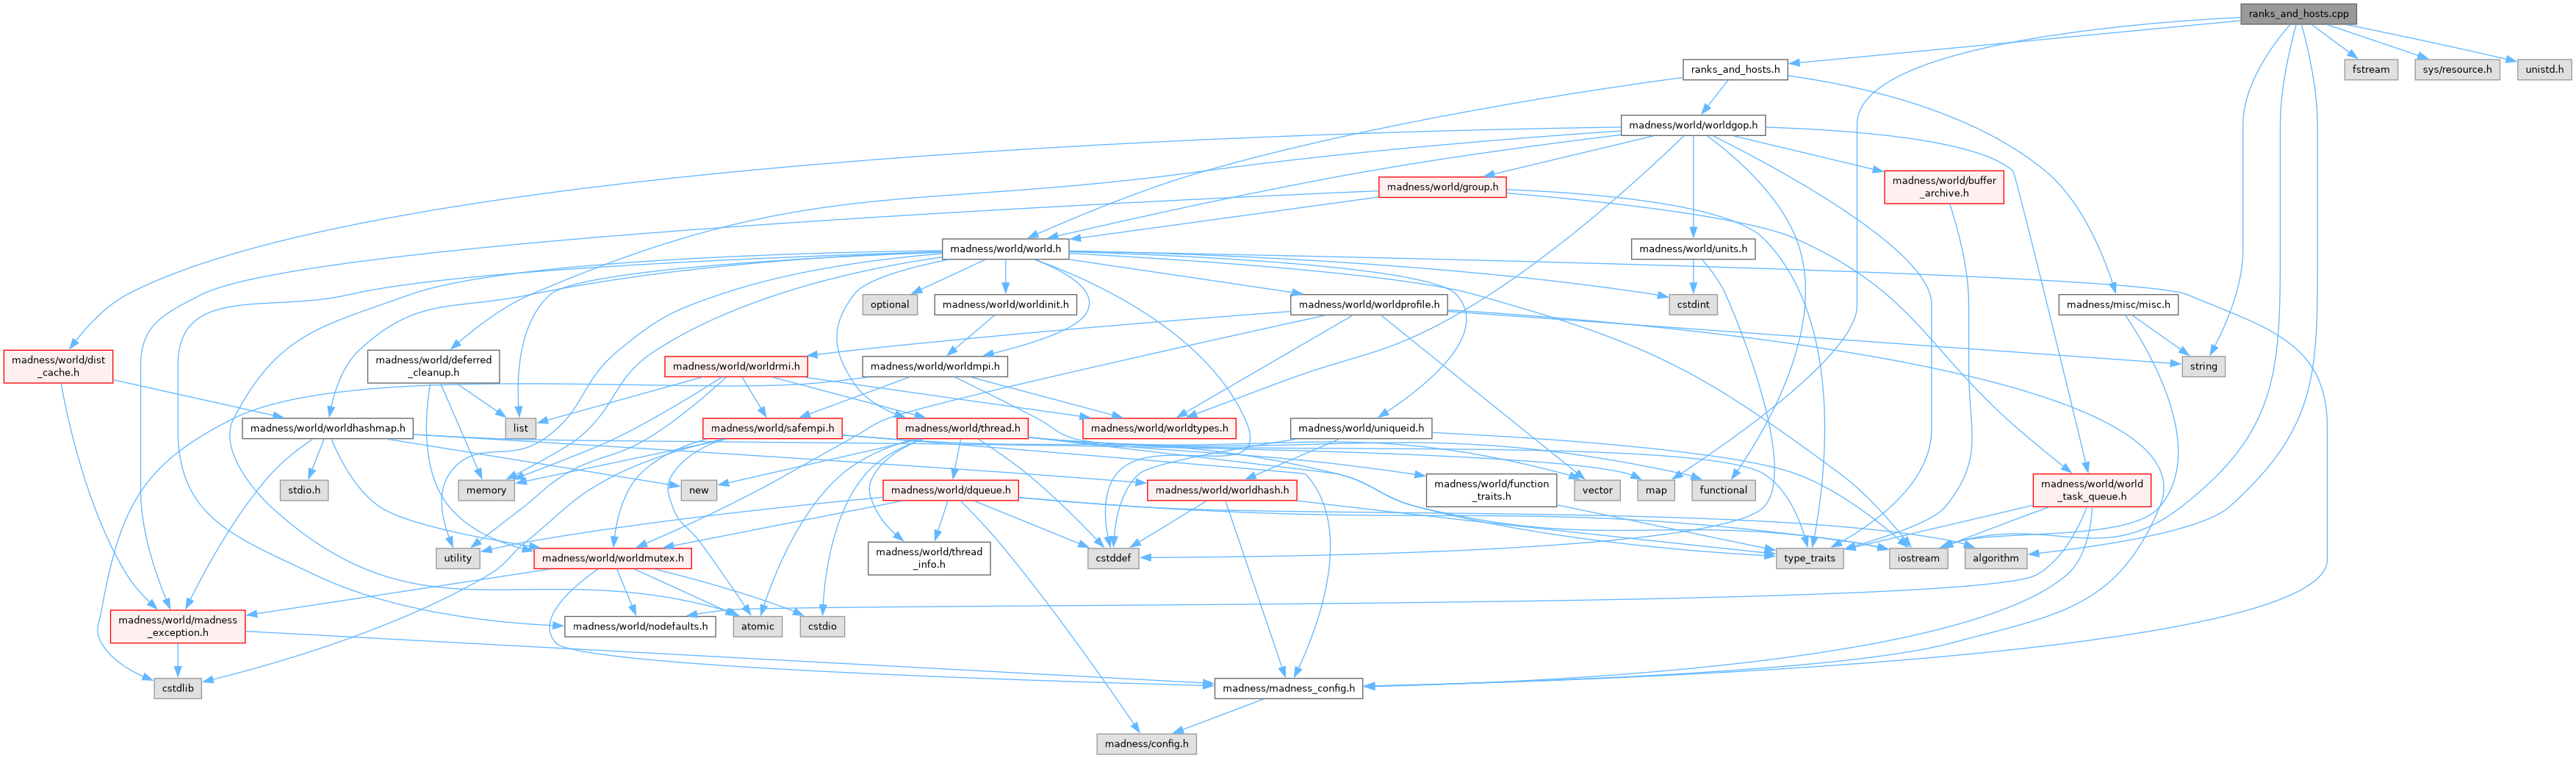 ranks_and_hosts.cpp
ranks_and_hosts.h
fstream
sys/resource.h
unistd.h
madness/world/worldgop.h
madness/world/group.h
madness/world/buffer
_archive.h
madness/world/world.h
madness/world/units.h
optional
madness/world/worldinit.h
madness/world/worldprofile.h
cstdint
madness/misc/misc.h
madness/world/dist
_cache.h
madness/world/deferred
_cleanup.h
madness/world/worldrmi.h
madness/world/worldmpi.h
string
madness/world/worldhashmap.h
list
madness/world/safempi.h
madness/world/thread.h
madness/world/worldtypes.h
madness/world/uniqueid.h
stdio.h
memory
new
madness/world/dqueue.h
madness/world/worldhash.h
madness/world/function
_traits.h
vector
map
functional
madness/world/world
_task_queue.h
utility
madness/world/worldmutex.h
madness/world/thread
_info.h
cstddef
type_traits
iostream
algorithm
madness/world/madness
_exception.h
madness/world/nodefaults.h
atomic
cstdio
cstdlib
madness/madness_config.h
madness/config.h